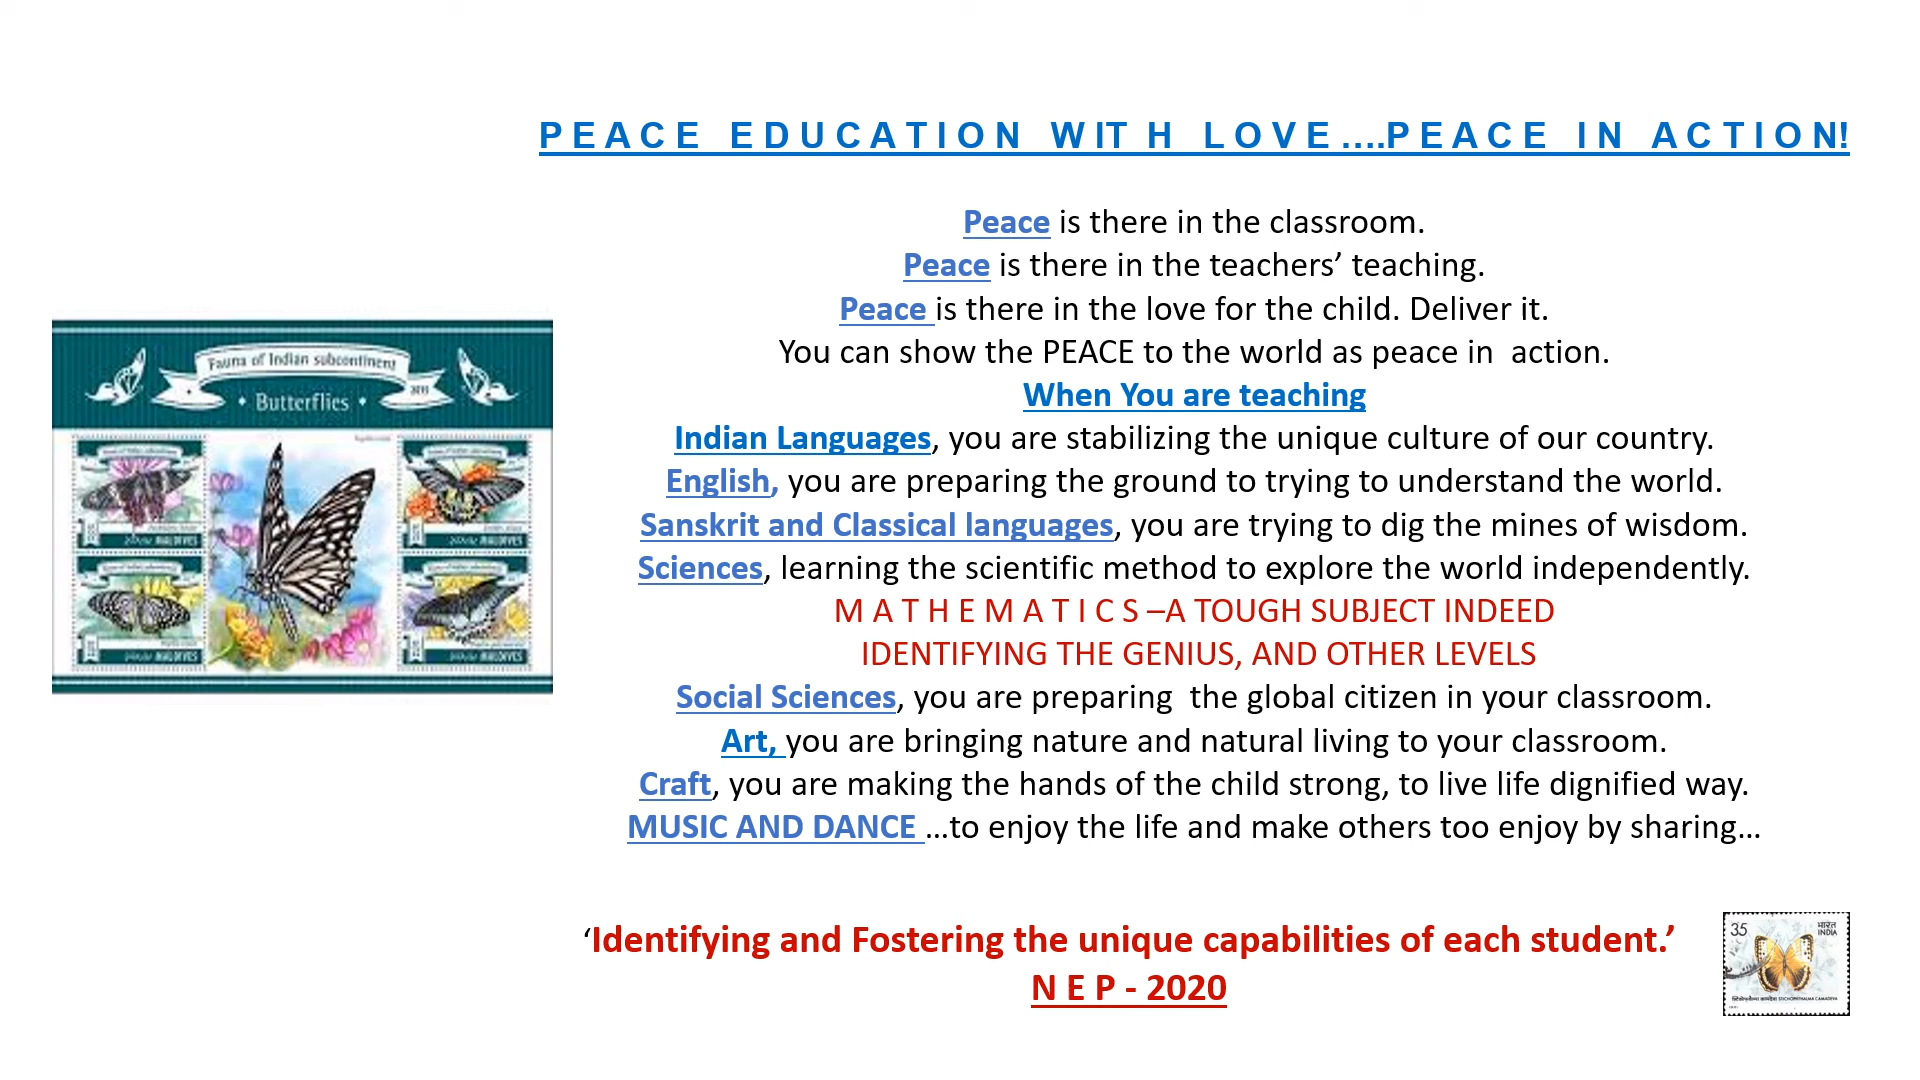 P E A C E E D U C A T I O N W IT H L O V E ....P E A C E I N A C T I O N!
Peace is there in the classroom.
Peace is there in the teachers’ teaching.
Peace is there in the love for the child. Deliver it.
You can show the PEACE to the world as peace in action.
When You are teaching
Indian Languages, you are stabilizing the unique culture of our country.
English, you are preparing the ground to trying to understand the world.
Sanskrit and Classical languages, you are trying to dig the mines of wisdom.
Sciences, learning the scientific method to explore the world independently.
M A T H E M A T I C S –A TOUGH SUBJECT INDEED
IDENTIFYING THE GENIUS, AND OTHER LEVELS
Social Sciences, you are preparing the global citizen in your classroom.
Art, you are bringing nature and natural living to your classroom.
Craft, you are making the hands of the child strong, to live life dignified way.
MUSIC AND DANCE ...to enjoy the life and make others too enjoy by sharing...
‘Identifying and Fostering the unique capabilities of each student.’
N E P - 2020
Fauna of Indian subcontinent
• Butterflies •
MALDIVES
MALDIVES
MALDIVES
MALDIVES
35
भारत
INDIA
STICHOPHTHALMA CAMADEVA